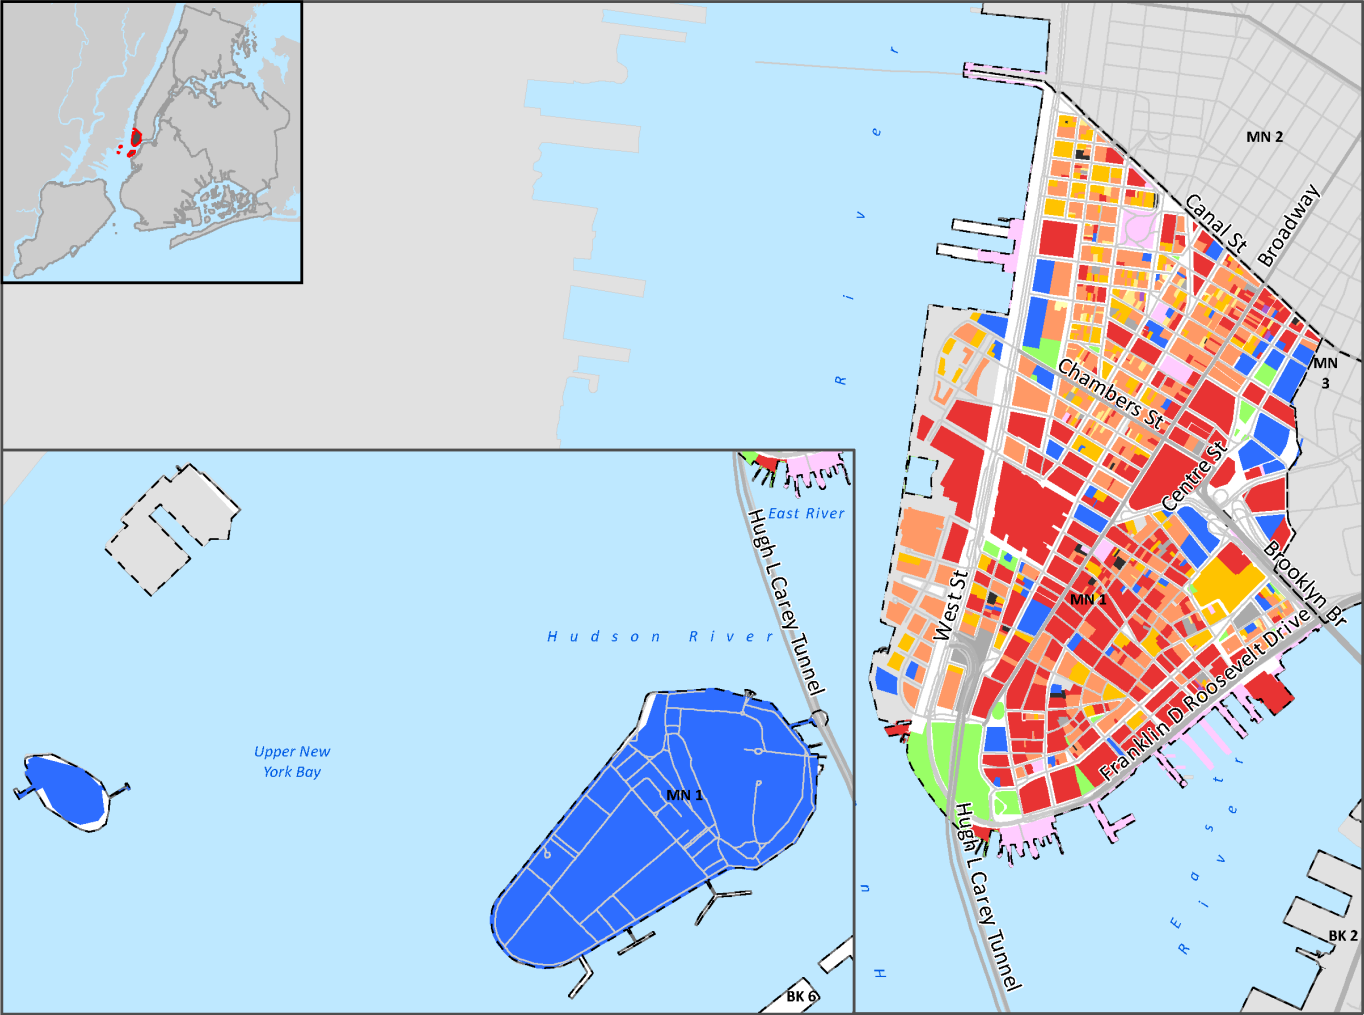 r
e
v
i
R
MN 2
Canal St
Broadway
MN
3
Chambers St
Centre St
Brooklyn Br
West St
MN 1
Franklin D Roosevelt Drive
East River
Hugh L Carey Tunnel
Hudson River
Upper New
York Bay
MN 1
BK 6
Hugh L Carey Tunnel
East
River
u
H
BK 2